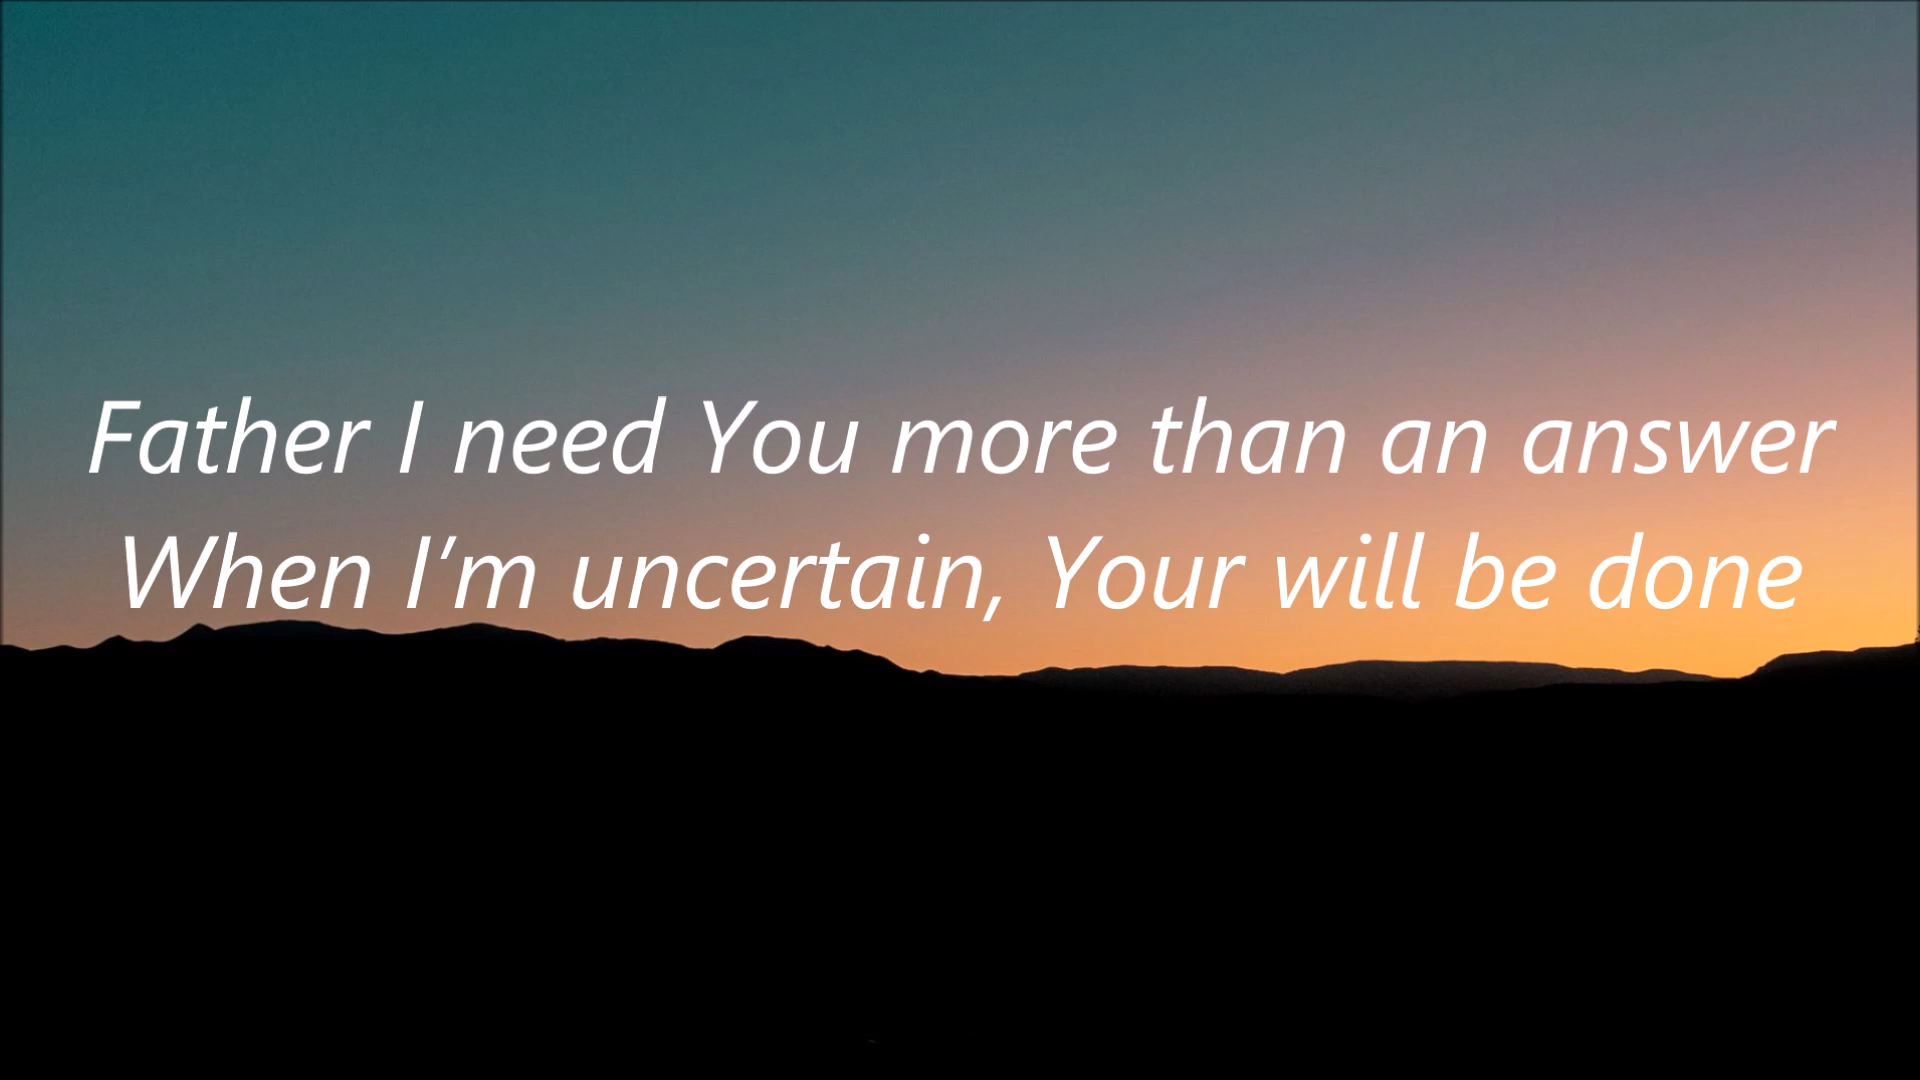 Father I need You more than an answer
When I’m uncertain, Your will be done